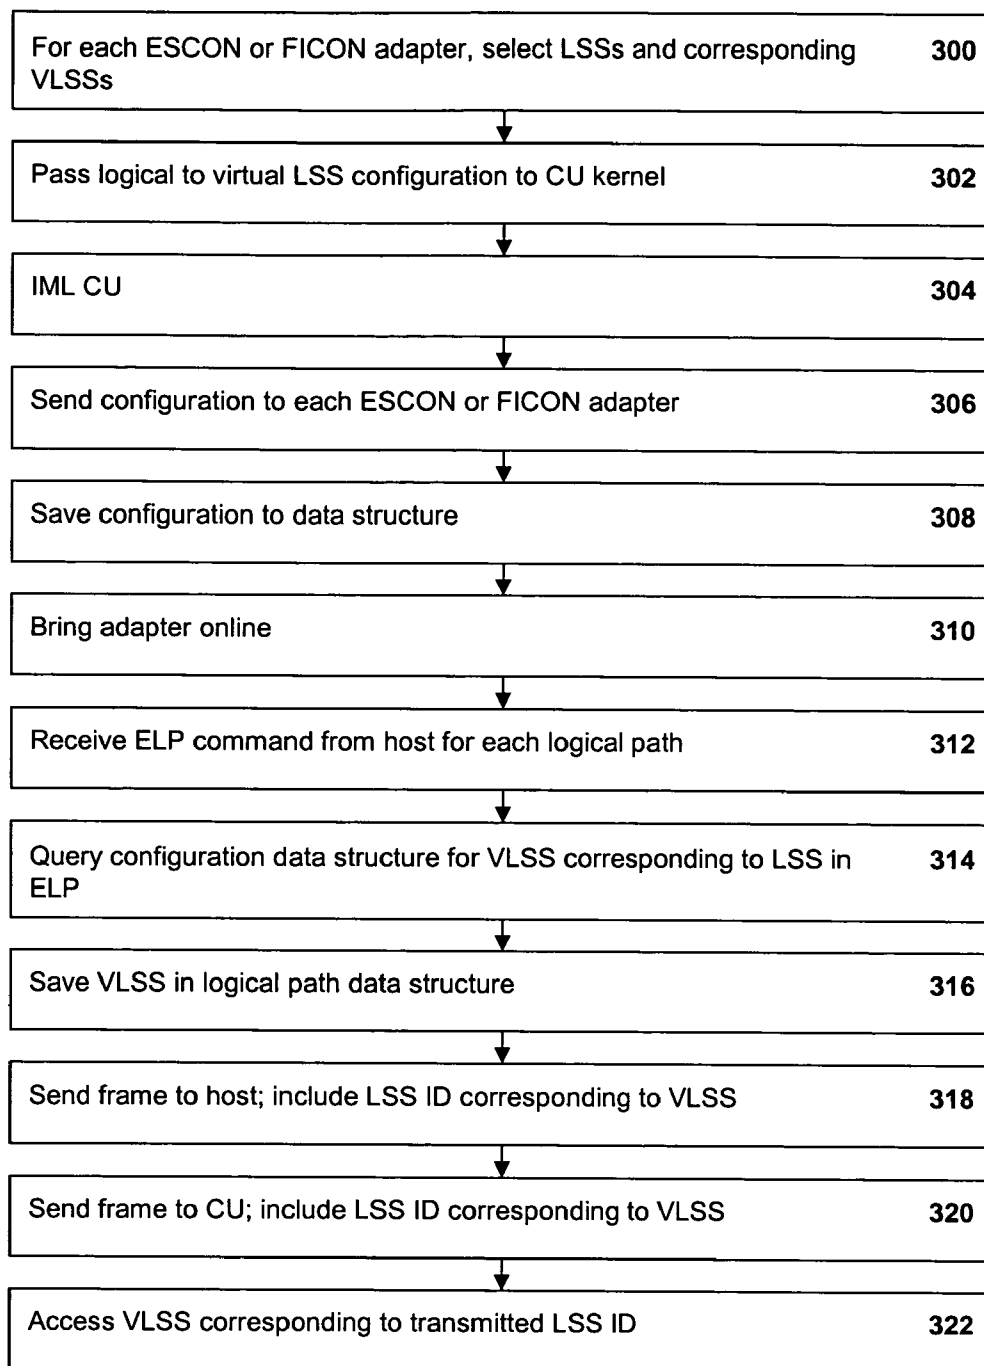 For each ESCON or FICON adapter, select LSSs and corresponding 300
VLSSs
Pass logical to virtual LSS configuration to CU kernel 302
IML CU 304
Send configuration to each ESCON or FICON adapter 306
Save configuration to data structure 308
Bring adapter online 310
Receive ELP command from host for each logical path 312
Query configuration data structure for VLSS corresponding to LSS in 314
ELP
Save VLSS in logical path data structure 316
Send frame to host; include LSS ID corresponding to VLSS 318
Send frame to CU; include LSS ID corresponding to VLSS 320
Access VLSS corresponding to transmitted LSS ID 322